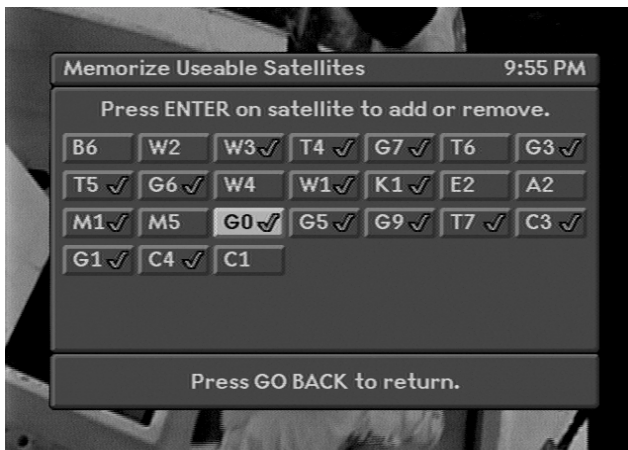 Memorize Useable Satellites 9:55 PM
Press ENTER on satellite to add or remove.
B6 W2 W3 T4 G7 T6 G3
T5 G6 W4 W1 K1 E2 A2
M1 M5 G0 G5 G9 T7 C3
G1 C4 C1
Press GO BACK to return.